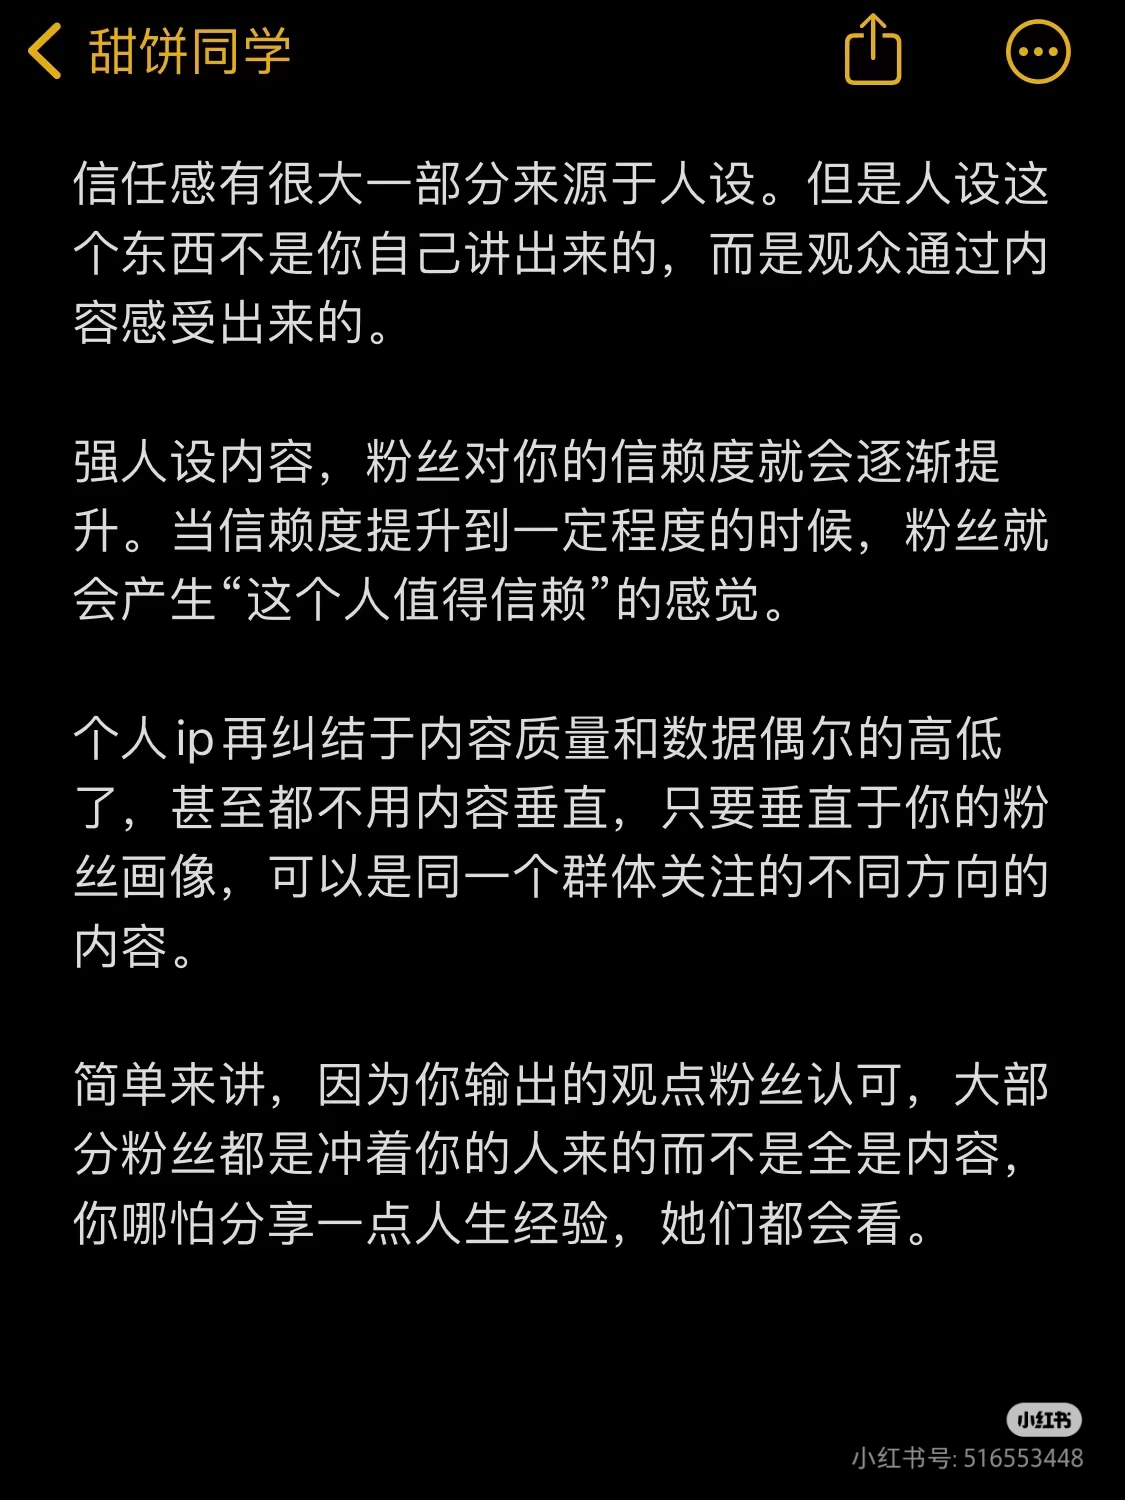 甜饼同学
信任感有很大一部分来源于人设。但是人设这
个东西不是你自己讲出来的，而是观众通过内
容感受出来的。
强人设内容，粉丝对你的信赖度就会逐渐提
升。当信赖度提升到一定程度的时候，粉丝就
会产生“这个人值得信赖”的感觉。
个人ip再纠结于内容质量和数据偶尔的高低
了，甚至都不用内容垂直，只要垂直于你的粉
丝画像，可以是同一个群体关注的不同方向的
内容。
简单来讲，因为你输出的观点粉丝认可，大部
分粉丝都是冲着你的人来的而不是全是内容，
你哪怕分享一点人生经验，她们都会看。
小红书
小红书号: 516553448